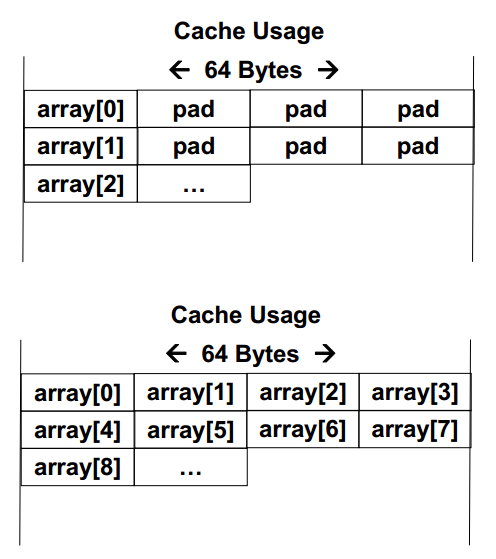 Cache Usage
← 64 Bytes →
array[0] pad pad pad
array[1] pad pad pad
array[2] ...
Cache Usage
← 64 Bytes →
array[0] array[1] array[2] array[3]
array[4] array[5] array[6] array[7]
array[8] ...